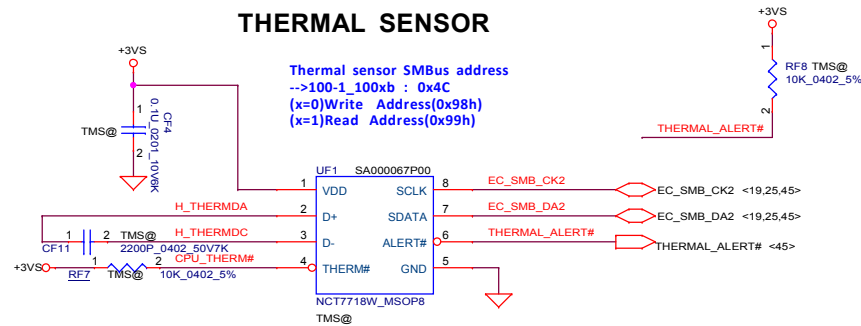 THERMAL SENSOR
+3VS
+3VS
Thermal sensor SMBus address
-->100-1_100xb : 0x4C
(x=0)Write Address(0x98h)
(x=1)Read Address(0x99h)
1
RF8 TMS@
10K_0402_5%
2
THERMAL_ALERT#
1
CF4
0.1U_0201_10V6K
TMS@
2
UF1 SA000067P00
1 VDD SCLK 8 EC_SMB_CK2 EC_SMB_CK2 <19,25,45>
H_THERMDA 2 D+ SDATA 7 EC_SMB_DA2 EC_SMB_DA2 <19,25,45>
CF11 1 2 TMS@ H_THERMDC 3 D- ALERT# 6 THERMAL_ALERT# THERMAL_ALERT# <45>
2200P_0402_50V7K
+3VS 1 2 CPU_THERM# 4 THERM# GND 5
RF7 TMS@ 10K_0402_5%
NCT7718W_MSOP8
TMS@